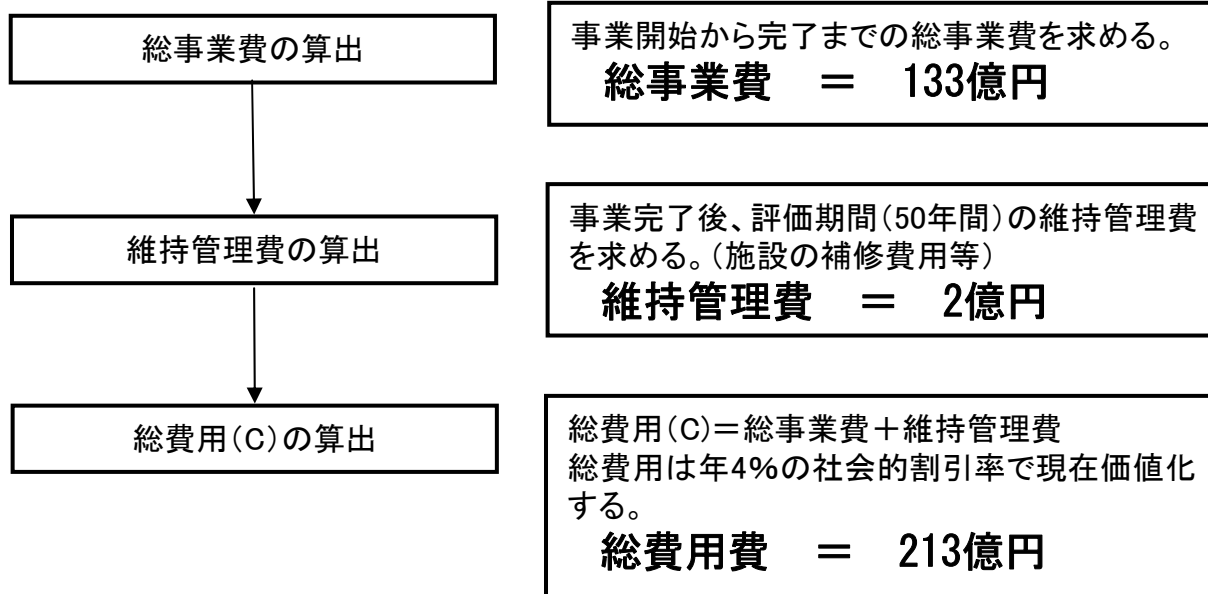 総事業費の算出
事業開始から完了までの総事業費を求める。
総事業費　＝　133億円
維持管理費の算出
事業完了後、評価期間(50年間)の維持管理費
を求める。(施設の補修費用等)
維持管理費　＝　2億円
総費用(C)の算出
総費用(C)＝総事業費＋維持管理費
総費用は年4%の社会的割引率で現在価値化
する。
総費用費　＝　213億円